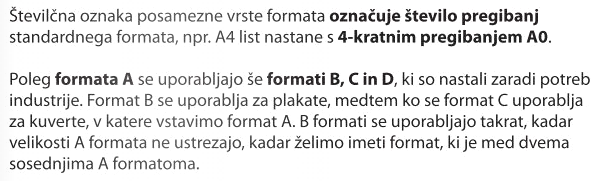 Številčna oznaka posamezne vrste formata označuje število pregibanj
standardnega formata, npr. A4 list nastane s 4-kratnim pregibanjem A0.
Poleg formata A se uporabljajo še formati B, C in D, ki so nastali zaradi potreb
industrije. Format B se uporablja za plakate, medtem ko se format C uporablja
za kuverte, v katere vstavimo format A. B formati se uporabljajo takrat, kadar
velikosti A formata ne ustrezajo, kadar želimo imeti format, ki je med dvema
sosednjima A formatoma.